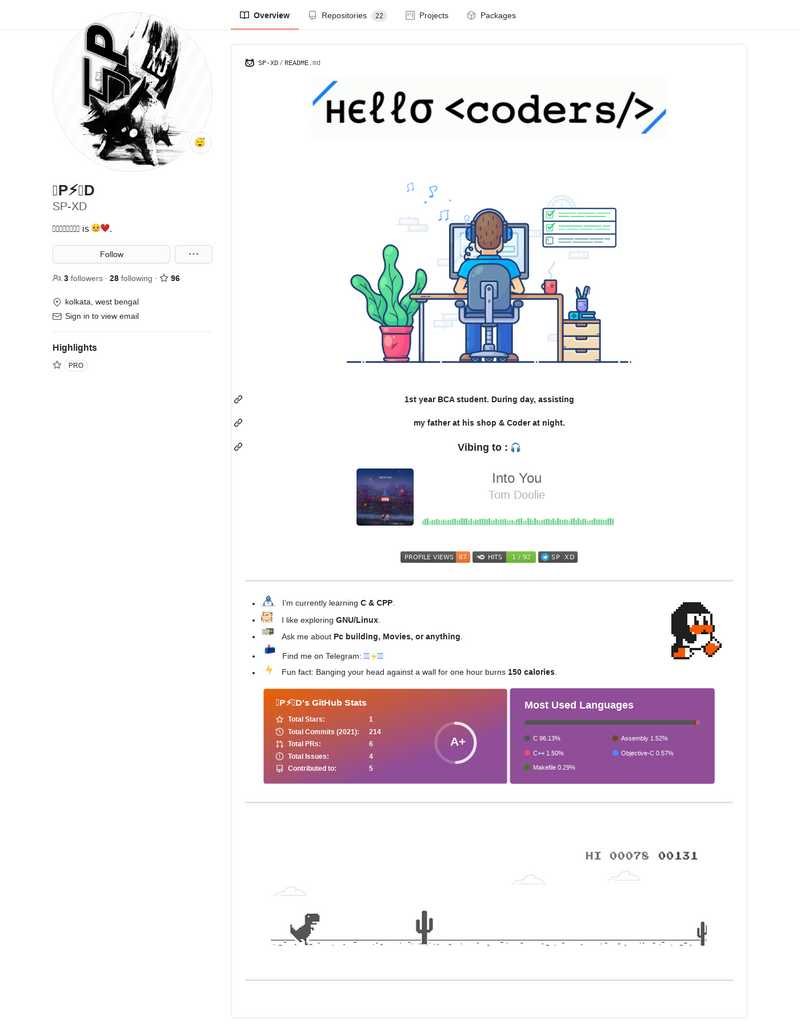 Overview
Repositories 22
Projects
Packages
SP
XD
P⚡D
SP-XD
is 😊❤️.
Follow
...
3 followers · 28 following · 96
kolkata, west bengal
Sign in to view email
Highlights
PRO
SP-XD / README.md
нєℓℓσ <coders/>
1st year BCA student. During day, assisting
my father at his shop & Coder at night.
Vibing to : 🎧
Into You
Tom Doolie
PROFILE VIEWS 87
HITS 1 / 92
SP XD
I'm currently learning C & CPP.
I like exploring GNU/Linux.
Ask me about Pc building, Movies, or anything.
Find me on Telegram:
Fun fact: Banging your head against a wall for one hour burns 150 calories.
P⚡D's GitHub Stats
Total Stars: 1
Total Commits (2021): 214
Total PRs: 6
Total Issues: 4
Contributed to: 5
A+
Most Used Languages
C 96.13%
Assembly 1.52%
C++ 1.50%
Objective-C 0.57%
Makefile 0.29%
HI 00078 00131